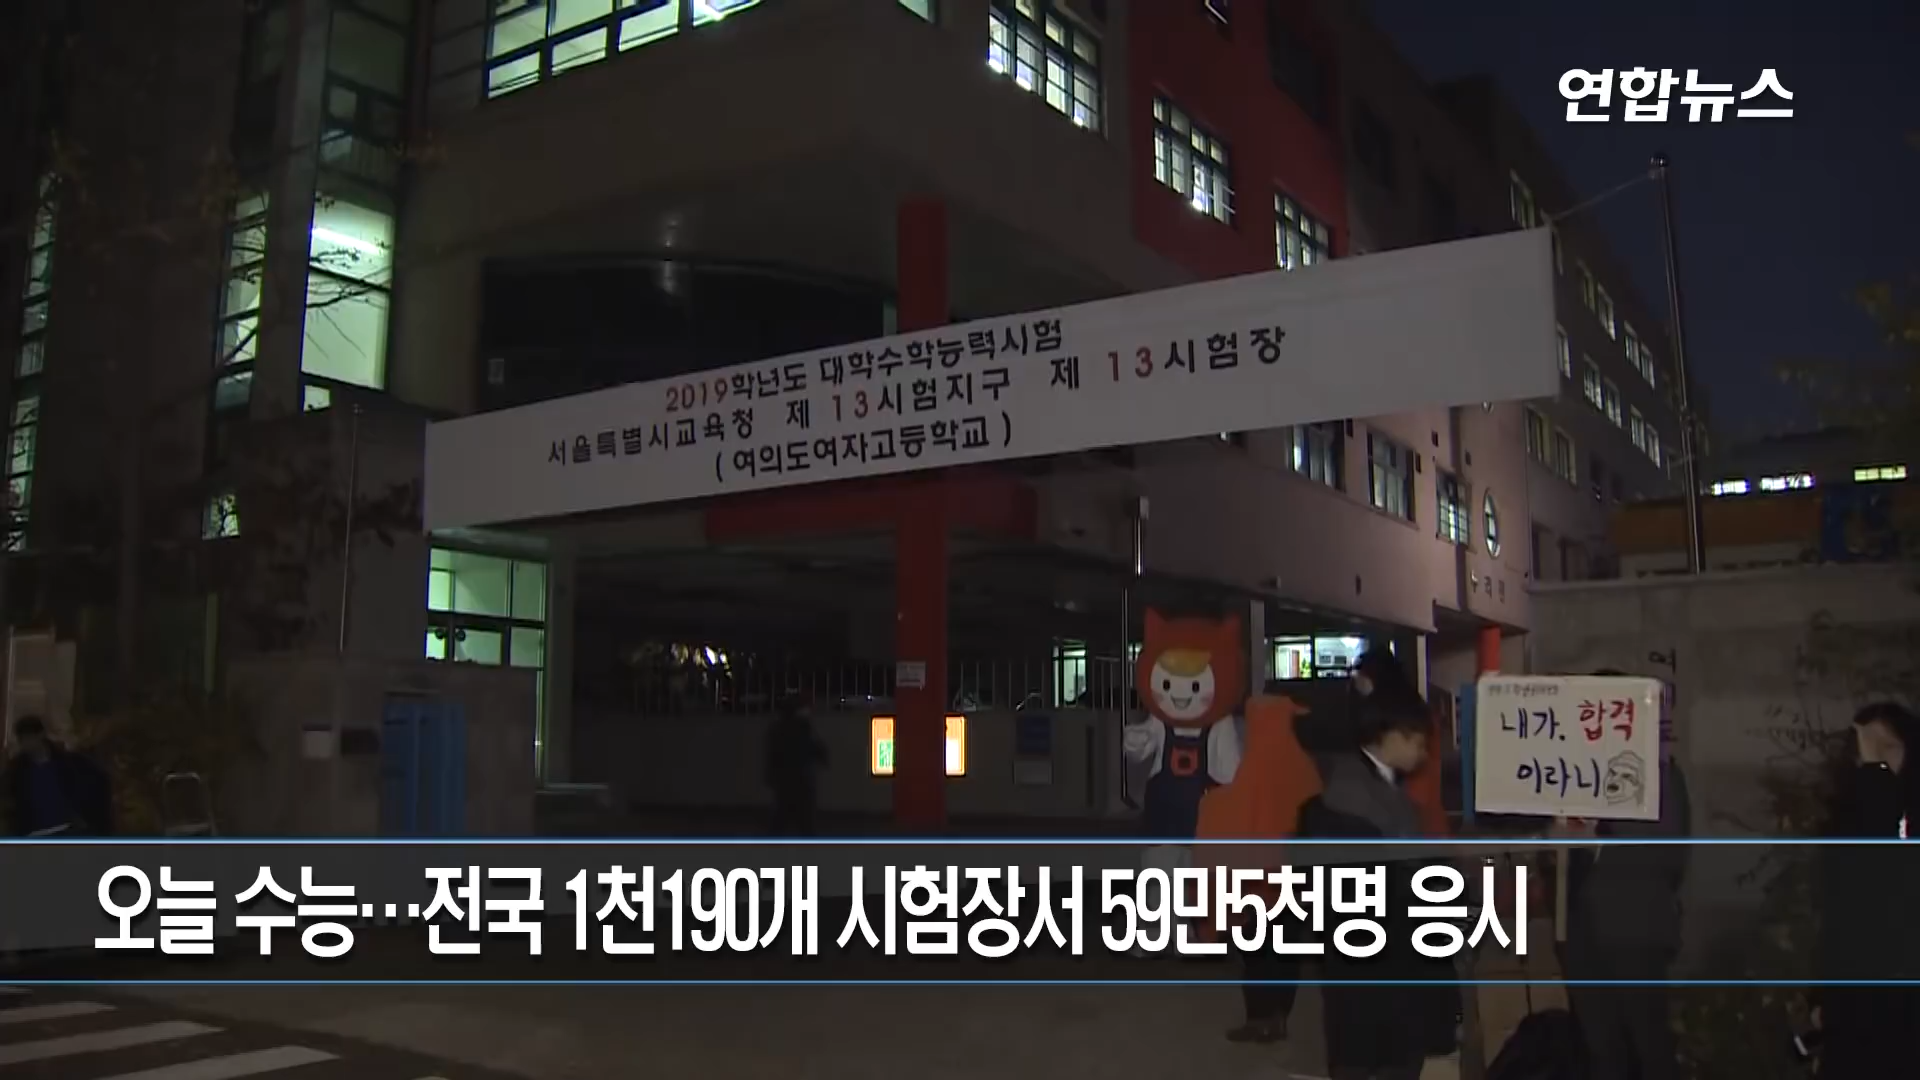 연합뉴스
2019학년도 대학수학능력시험
서울특별시교육청 제 13시험지구 제 13시험장
(여의도여자고등학교)
내가. 합격
이라니
오늘 수능…전국 1천190개 시험장서 59만5천명 응시